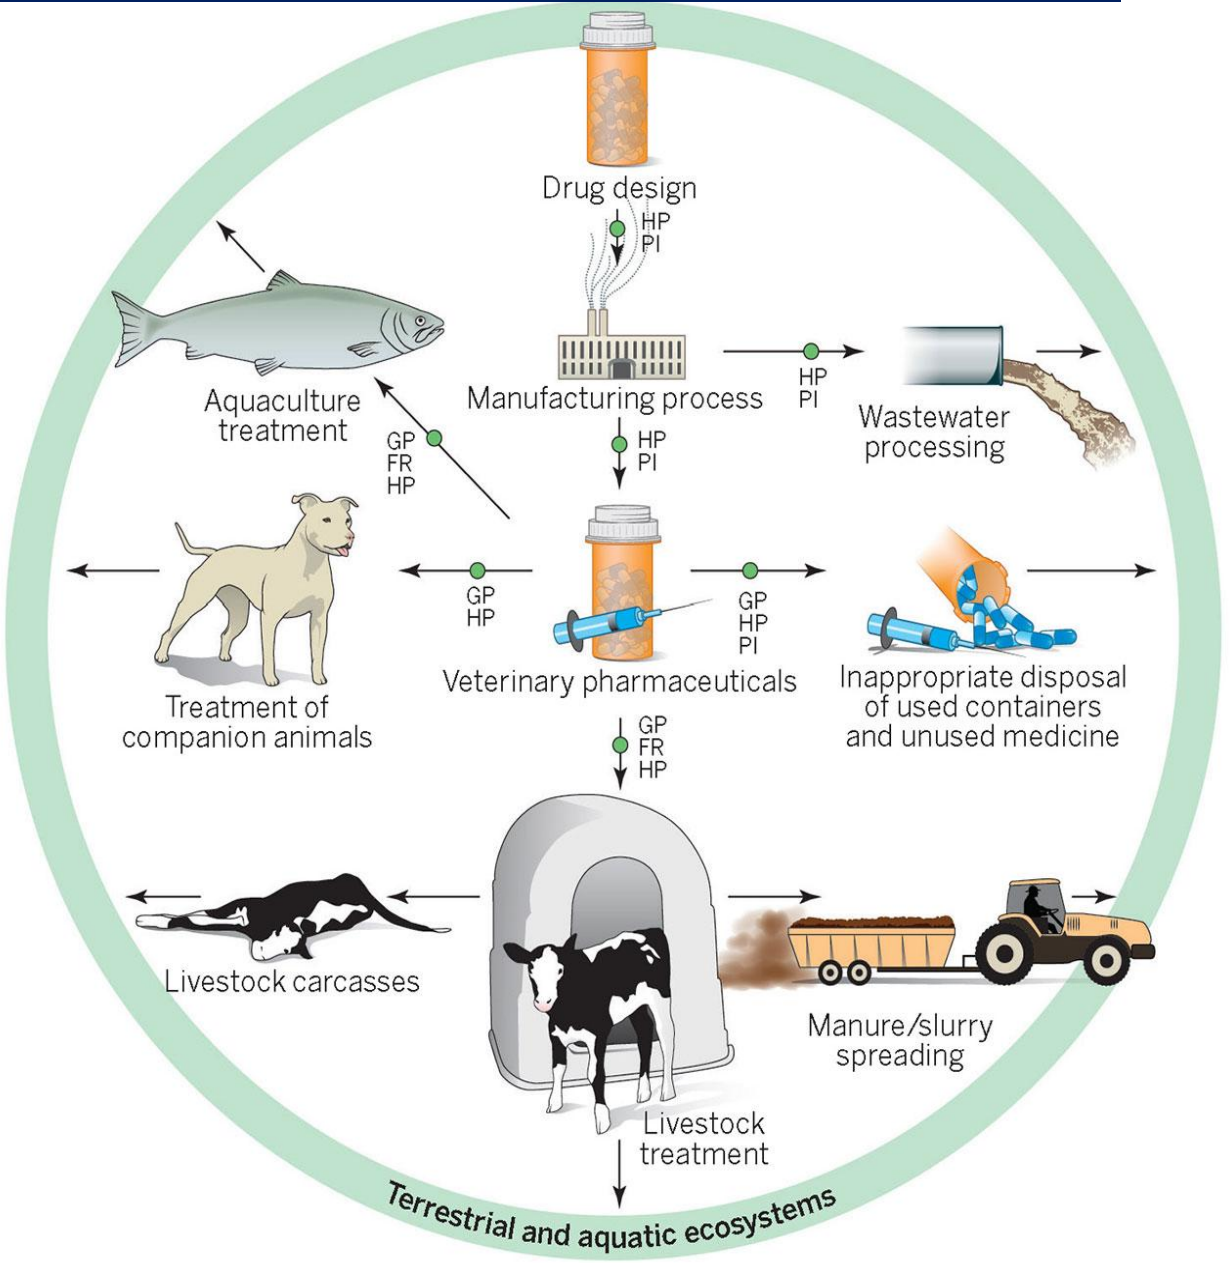 Drug design
HP
PI
Manufacturing process
HP
PI
Wastewater
processing
HP
PI
Aquaculture
treatment
GP
FR
HP
Veterinary pharmaceuticals
GP
HP
Treatment of
companion animals
GP
HP
PI
Inappropriate disposal
of used containers
and unused medicine
GP
FR
HP
Livestock carcasses
Manure/slurry
spreading
Livestock
treatment
Terrestrial and aquatic ecosystems